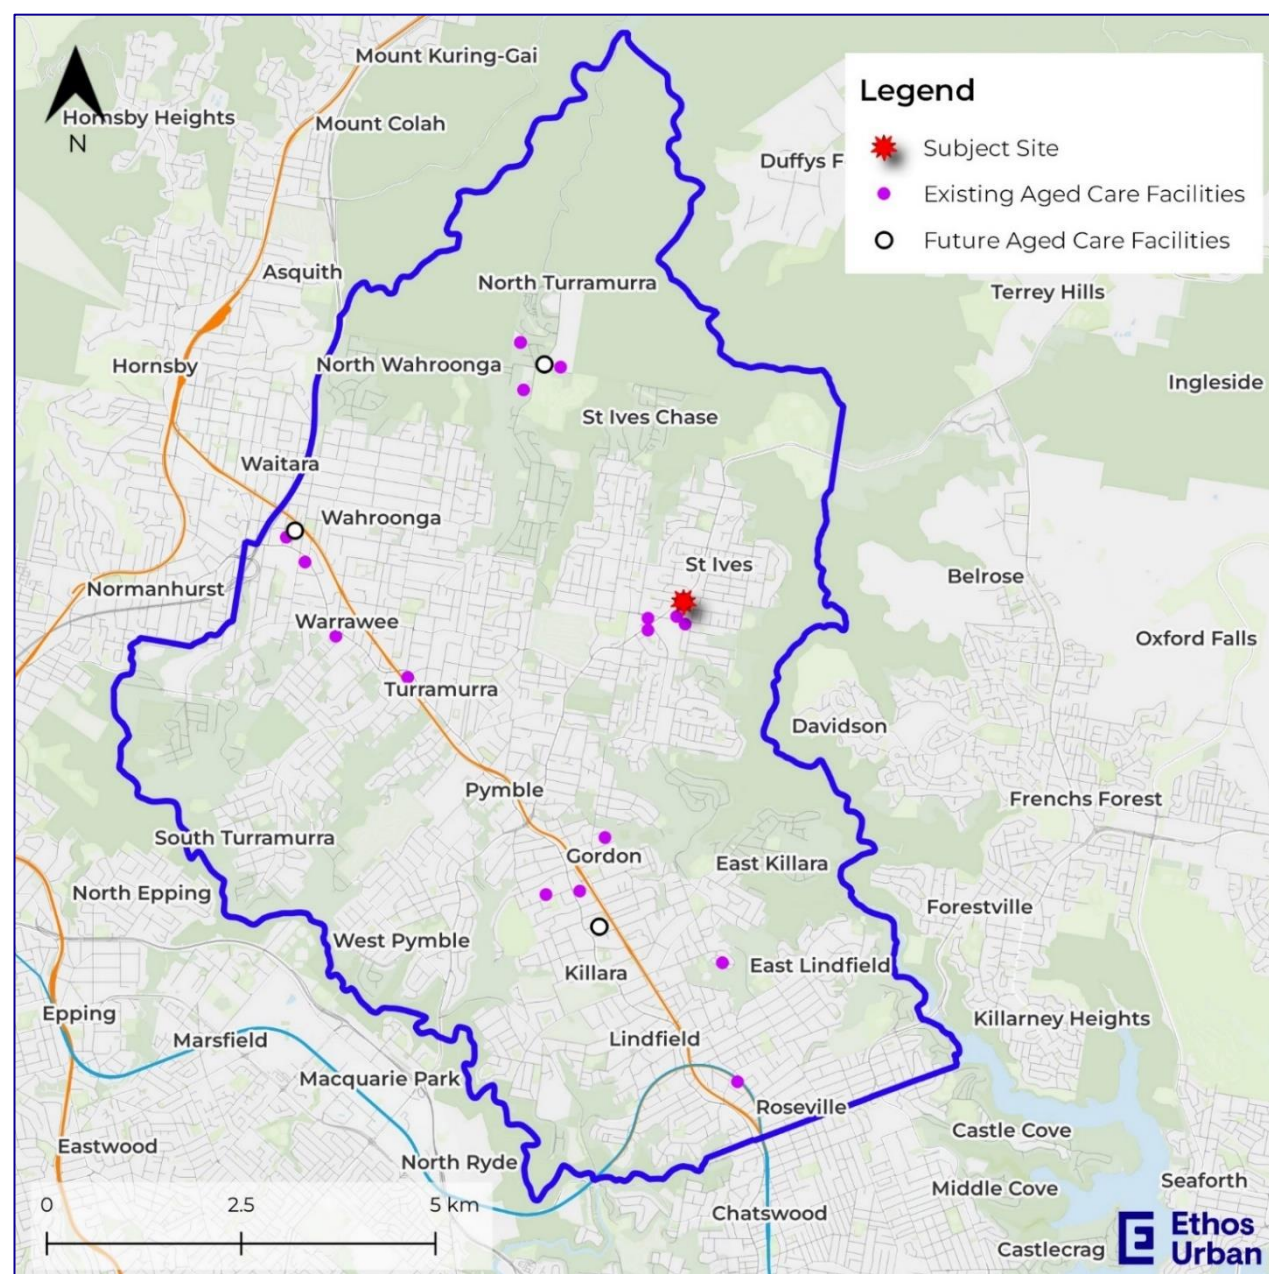 Mount Kuring-Gai
Hornsby Heights
Mount Colah
N
Legend
Subject Site
Existing Aged Care Facilities
Future Aged Care Facilities
Duffys F
Asquith
North Turramurra
Terrey Hills
Hornsby
North Wahroonga
Ingleside
St Ives Chase
Waitara
Wahroonga
St Ives
Belrose
Normanhurst
Warrawee
Oxford Falls
Turramurra
Davidson
Pymble
Frenchs Forest
South Turramurra
Gordon
East Killara
North Epping
Forestville
West Pymble
East Lindfield
Killara
Epping
Killarney Heights
Marsfield
Lindfield
Macquarie Park
Roseville
Castle Cove
Eastwood
North Ryde
Middle Cove
Seaforth
Chatswood
Castlecrag
0 2.5 5 km
Ethos
Urban